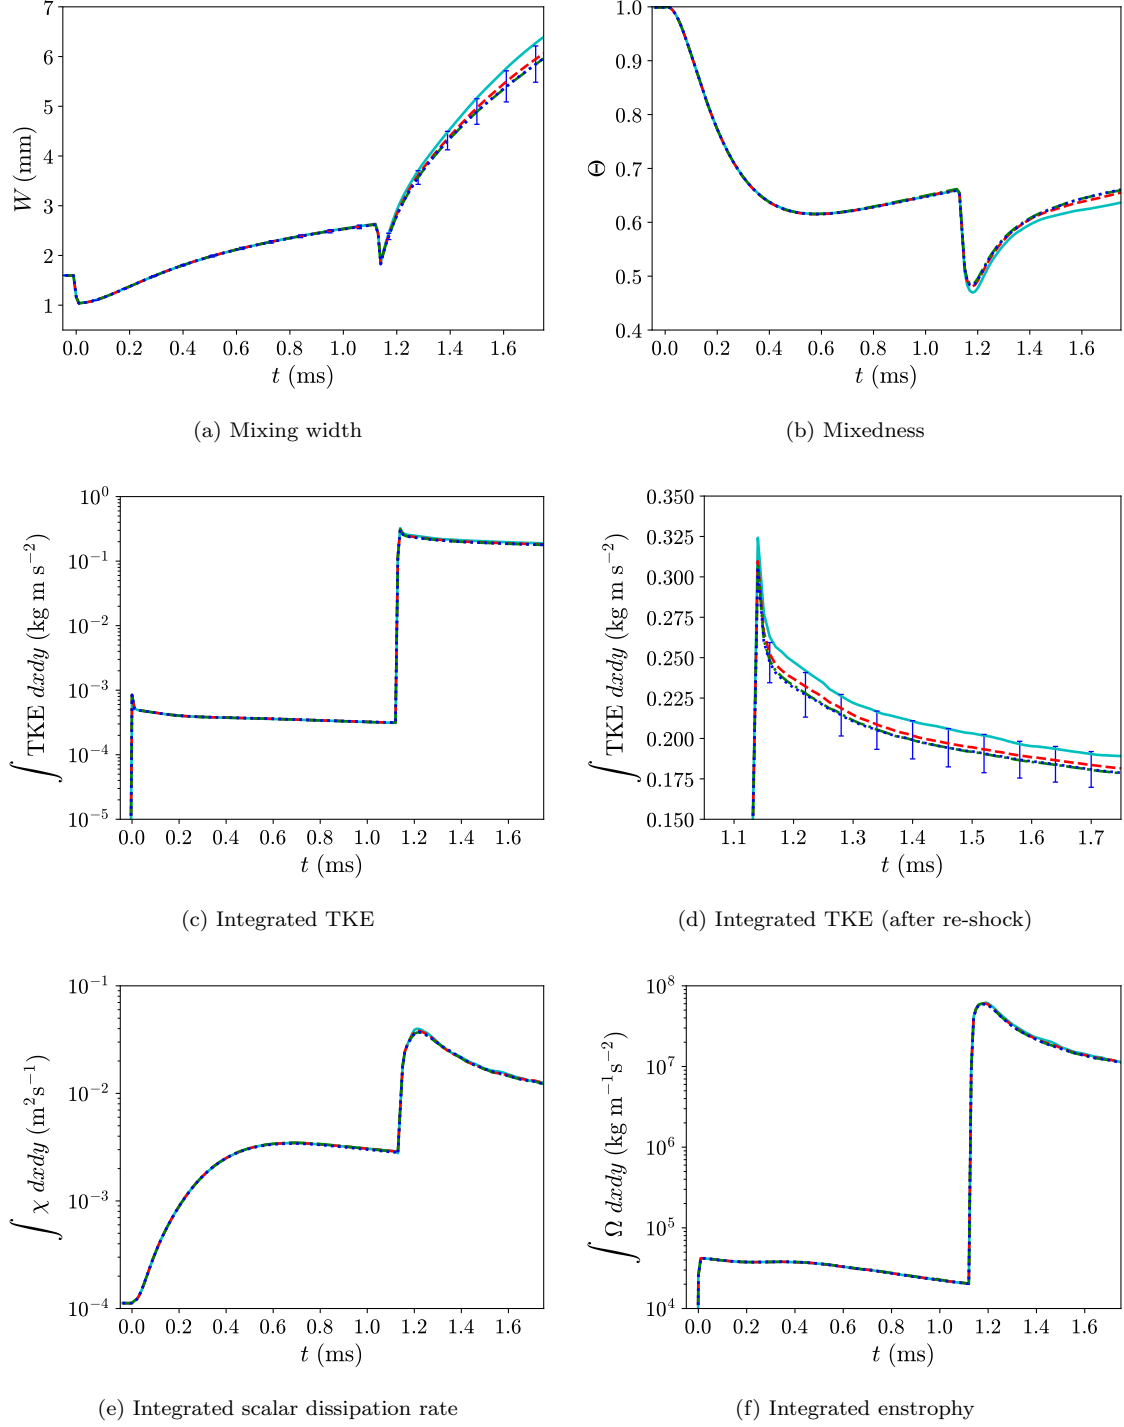 7
6
5
4
3
2
1
W (mm)
0.0 0.2 0.4 0.6 0.8 1.0 1.2 1.4 1.6
t (ms)
(a) Mixing width
1.0
0.9
0.8
0.7
0.6
0.5
0.4
Θ
0.0 0.2 0.4 0.6 0.8 1.0 1.2 1.4 1.6
t (ms)
(b) Mixedness
10⁰
10⁻¹
10⁻²
10⁻³
10⁻⁴
10⁻⁵
∫ TKE dxdy (kg m s⁻²)
0.0 0.2 0.4 0.6 0.8 1.0 1.2 1.4 1.6
t (ms)
(c) Integrated TKE
0.350
0.325
0.300
0.275
0.250
0.225
0.200
0.175
0.150
∫ TKE dxdy (kg m s⁻²)
1.1 1.2 1.3 1.4 1.5 1.6 1.7
t (ms)
(d) Integrated TKE (after re-shock)
10⁻¹
10⁻²
10⁻³
10⁻⁴
∫ χ dxdy (m²s⁻¹)
0.0 0.2 0.4 0.6 0.8 1.0 1.2 1.4 1.6
t (ms)
(e) Integrated scalar dissipation rate
10⁸
10⁷
10⁶
10⁵
10⁴
∫ Ω dxdy (kg m⁻¹s⁻²)
0.0 0.2 0.4 0.6 0.8 1.0 1.2 1.4 1.6
t (ms)
(f) Integrated enstrophy